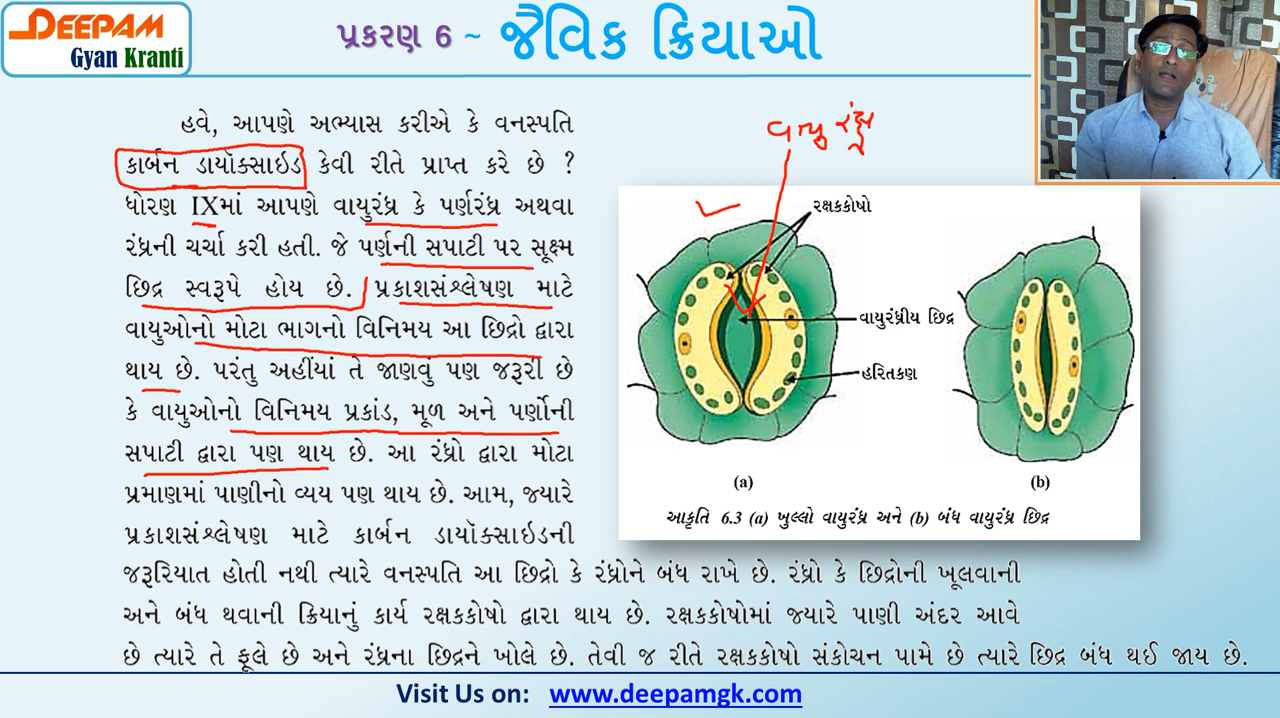 DEEPAM
Gyan Kranti
પ્રકરણ 6 ~ જૈવિક ક્રિયાઓ
હવે, આપણે અભ્યાસ કરીએ કે વનસ્પતિ
કાર્બન ડાયૉક્સાઇડ કેવી રીતે પ્રાપ્ત કરે છે ?
ધોરણ IXમાં આપણે વાયુરંધ્ર કે પર્ણરંધ્ર અથવા
રંધ્રની ચર્ચા કરી હતી. જે પર્ણની સપાટી પર સૂક્ષ્મ
છિદ્ર સ્વરૂપે હોય છે. પ્રકાશસંશ્લેષણ માટે
વાયુઓનો મોટા ભાગનો વિનિમય આ છિદ્રો દ્વારા
થાય છે. પરંતુ અહીંયાં તે જાણવું પણ જરૂરી છે
કે વાયુઓનો વિનિમય પ્રકાંડ, મૂળ અને પર્ણોની
સપાટી દ્વારા પણ થાય છે. આ રંધ્રો દ્વારા મોટા
પ્રમાણમાં પાણીનો વ્યય પણ થાય છે. આમ, જ્યારે
પ્રકાશસંશ્લેષણ માટે કાર્બન ડાયૉક્સાઇડની
જરૂરિયાત હોતી નથી ત્યારે વનસ્પતિ આ છિદ્રો કે રંધ્રોને બંધ રાખે છે. રંધ્રો કે છિદ્રોની ખૂલવાની
અને બંધ થવાની ક્રિયાનું કાર્ય રક્ષકકોષો દ્વારા થાય છે. રક્ષકકોષોમાં જ્યારે પાણી અંદર આવે
છે ત્યારે તે ફૂલે છે અને રંધ્રના છિદ્રને ખોલે છે. તેવી જ રીતે રક્ષકકોષો સંકોચન પામે છે ત્યારે છિદ્ર બંધ થઈ જાય છે.
વાયુ
રક્ષકકોષો
વાયુરંધ્રીય છિદ્ર
હરિતકણ
(a)
(b)
આકૃતિ 6.3 (a) ખુલ્લો વાયુરંધ્ર અને (b) બંધ વાયુરંધ્ર છિદ્ર
Visit Us on: www.deepamgk.com